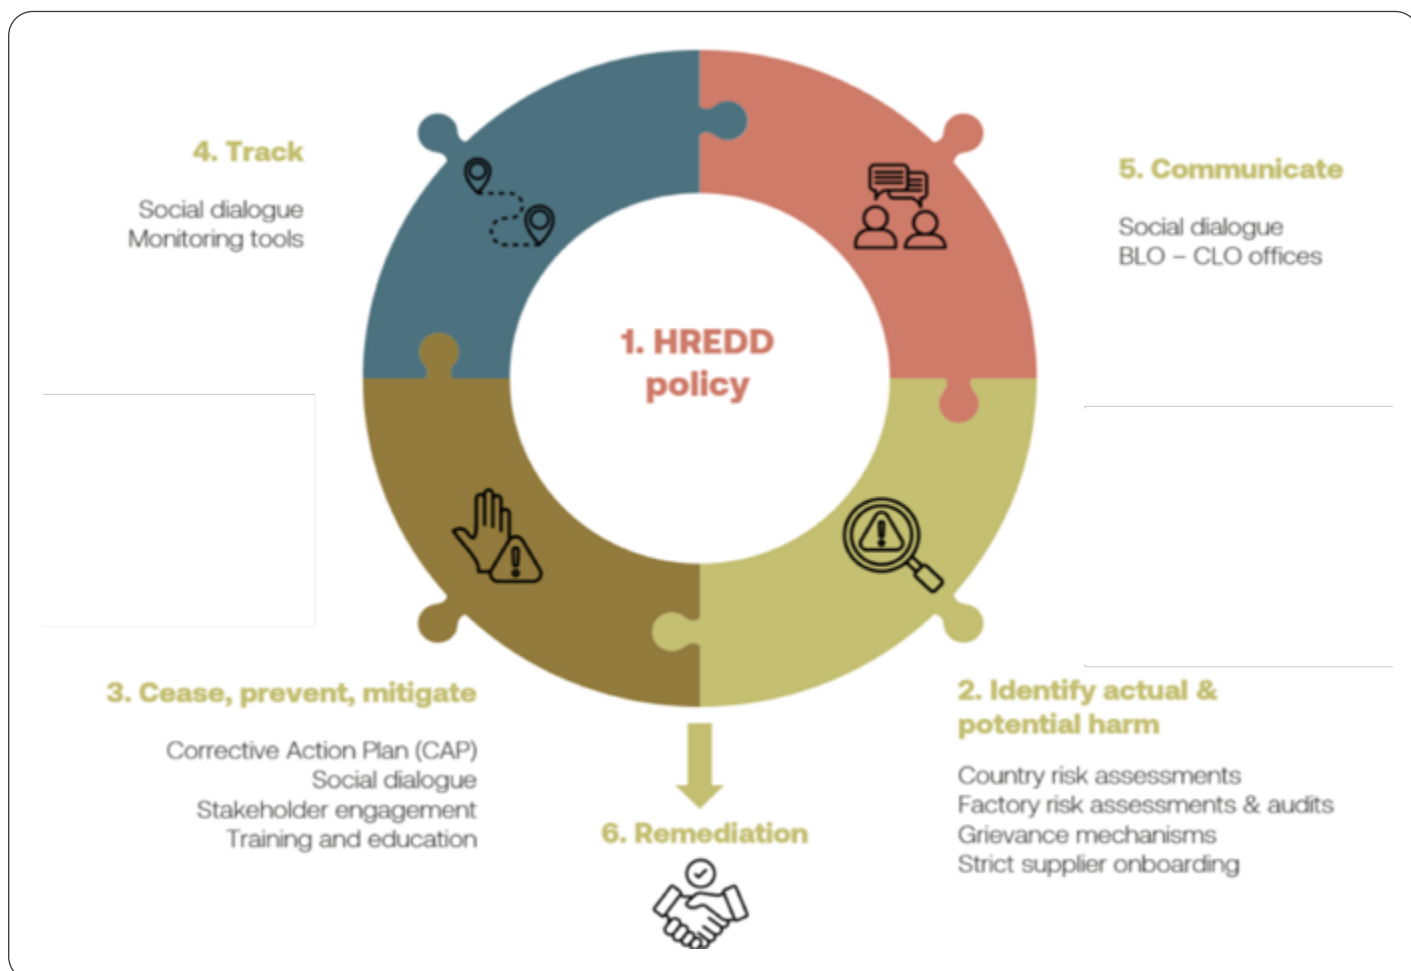 4. Track
Social dialogue
Monitoring tools
5. Communicate
Social dialogue
BLO – CLO offices
1. HREDD
policy
3. Cease, prevent, mitigate
Corrective Action Plan (CAP)
Social dialogue
Stakeholder engagement
Training and education
2. Identify actual &
potential harm
Country risk assessments
Factory risk assessments & audits
Grievance mechanisms
Strict supplier onboarding
6. Remediation